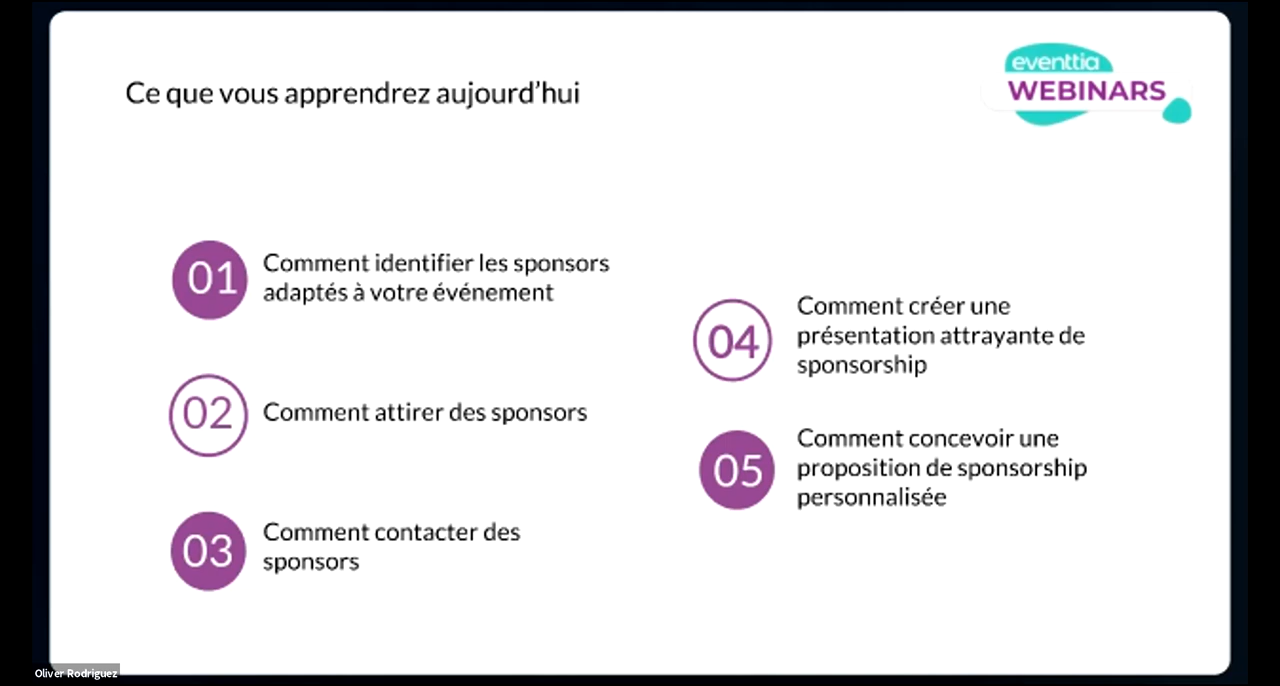 Ce que vous apprendrez aujourd’hui
eventtia
WEBINARS
01
Comment identifier les sponsors
adaptés à votre événement
02
Comment attirer des sponsors
03
Comment contacter des
sponsors
04
Comment créer une
présentation attrayante de
sponsorship
05
Comment concevoir une
proposition de sponsorship
personnalisée
Oliver Rodriguez